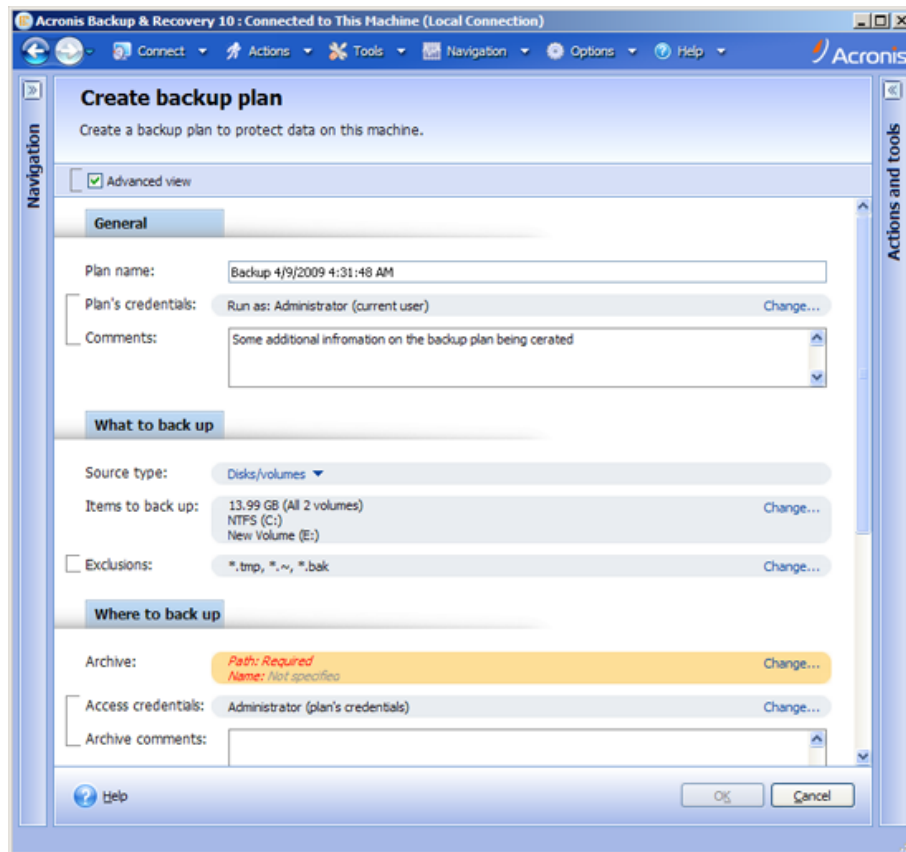 Acronis Backup & Recovery 10 : Connected to This Machine (Local Connection)
Connect Actions Tools Navigation Options Help Acronis
Create backup plan
Create a backup plan to protect data on this machine.
Navigation
Actions and tools
Advanced view
General
Plan name: Backup 4/9/2009 4:31:48 AM
Plan's credentials: Run as: Administrator (current user) Change...
Comments: Some additional infromation on the backup plan being cerated
What to back up
Source type: Disks/volumes
Items to back up: 13.99 GB (All 2 volumes) Change...
NTFS (C:)
New Volume (E:)
Exclusions: *.tmp, *.~, *.bak Change...
Where to back up
Archive: Path: Required Change...
Name: Not specified
Access credentials: Administrator (plan's credentials) Change...
Archive comments:
Help OK Cancel